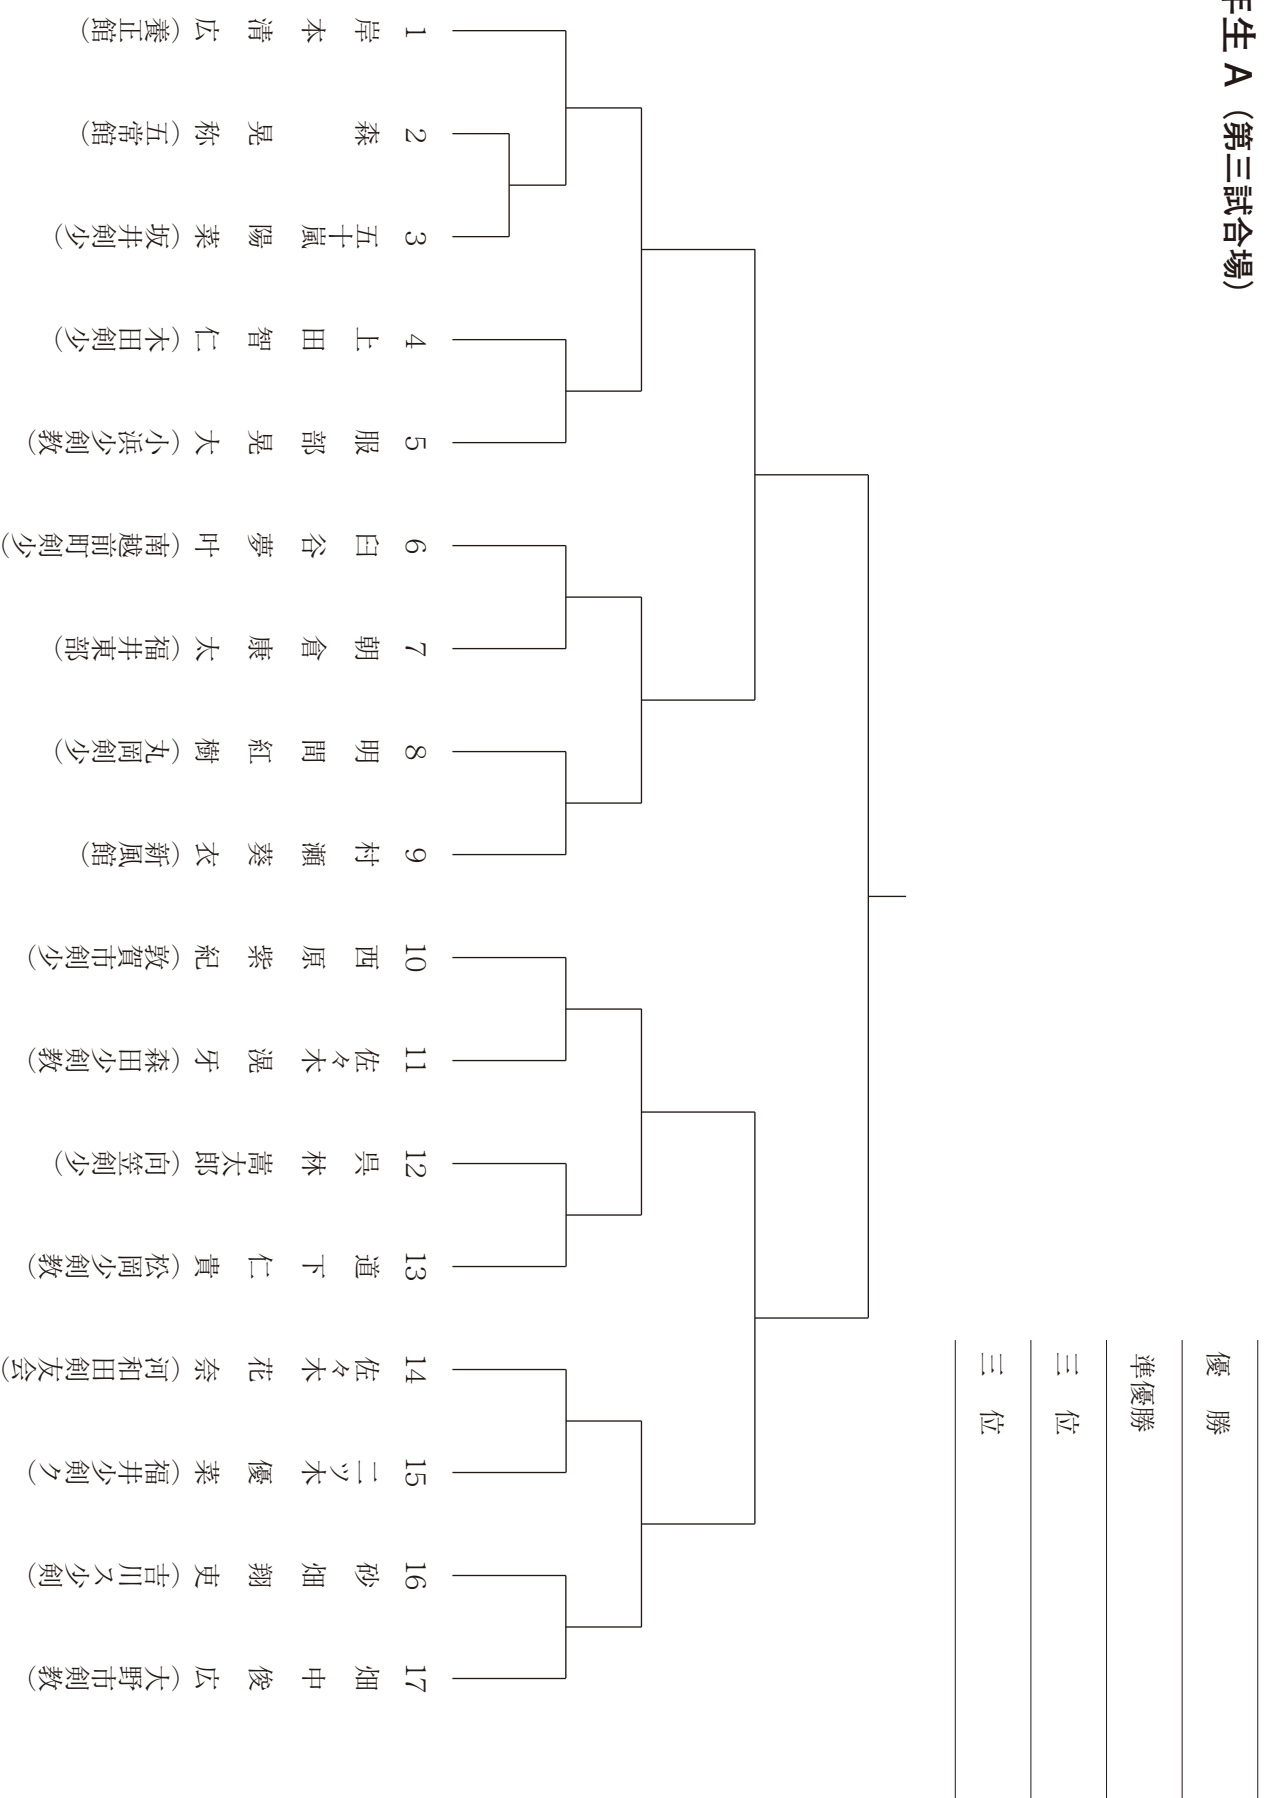 年生 A（第三試合場）
優　勝
準優勝
三　位
三　位
1 岸本清広（養正館）
2 森　晃称（五常館）
3 五十嵐陽菜（坂井剣少）
4 上田智仁（木田剣少）
5 服部晃大（小浜少剣教）
6 臼谷夢叶（南越前町剣少）
7 朝倉康太（福井東部）
8 明間紅樹（丸岡剣少）
9 村瀬葵衣（新風館）
10 西原紫紀（敦賀市剣少）
11 佐々木滉牙（森田少剣教）
12 呉林嵩太郎（向笠剣少）
13 道下仁貴（松岡少剣教）
14 佐々木花奈（河和田剣友会）
15 二ツ木優菜（福井少剣ク）
16 砂畑翔吏（吉川スポ少剣）
17 畑中俊広（大野市剣教）